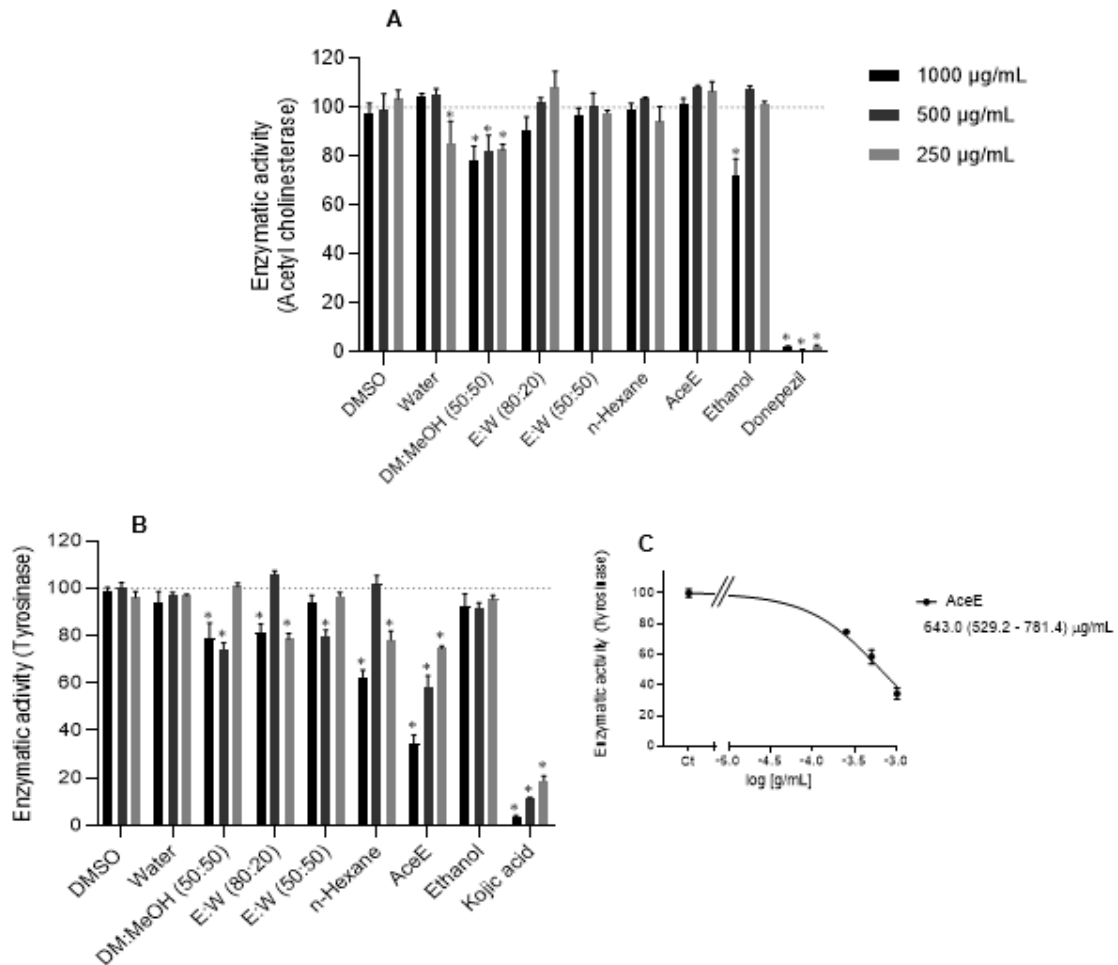 A
120
100
80
60
40
20
0
Enzymatic activity
(Acetyl cholinesterase)
DMSO
Water
DM:MeOH (50:50)
E:W (80:20)
E:W (50:50)
n-Hexane
AceE
Ethanol
Donepezil
1000 µg/mL
500 µg/mL
250 µg/mL
* * * * * * * *
B
120
100
80
60
40
20
0
Enzymatic activity (Tyrosinase)
DMSO
Water
DM:MeOH (50:50)
E:W (80:20)
E:W (50:50)
n-Hexane
AceE
Ethanol
Kojic acid
* * * * * * * * * * * * *
C
100
80
60
40
20
0
Enzymatic activity (Tyrosinase)
Ct -5.0 -4.5 -4.0 -3.5 -3.0
log [g/mL]
AceE
643.0 (529.2 - 781.4) µg/mL